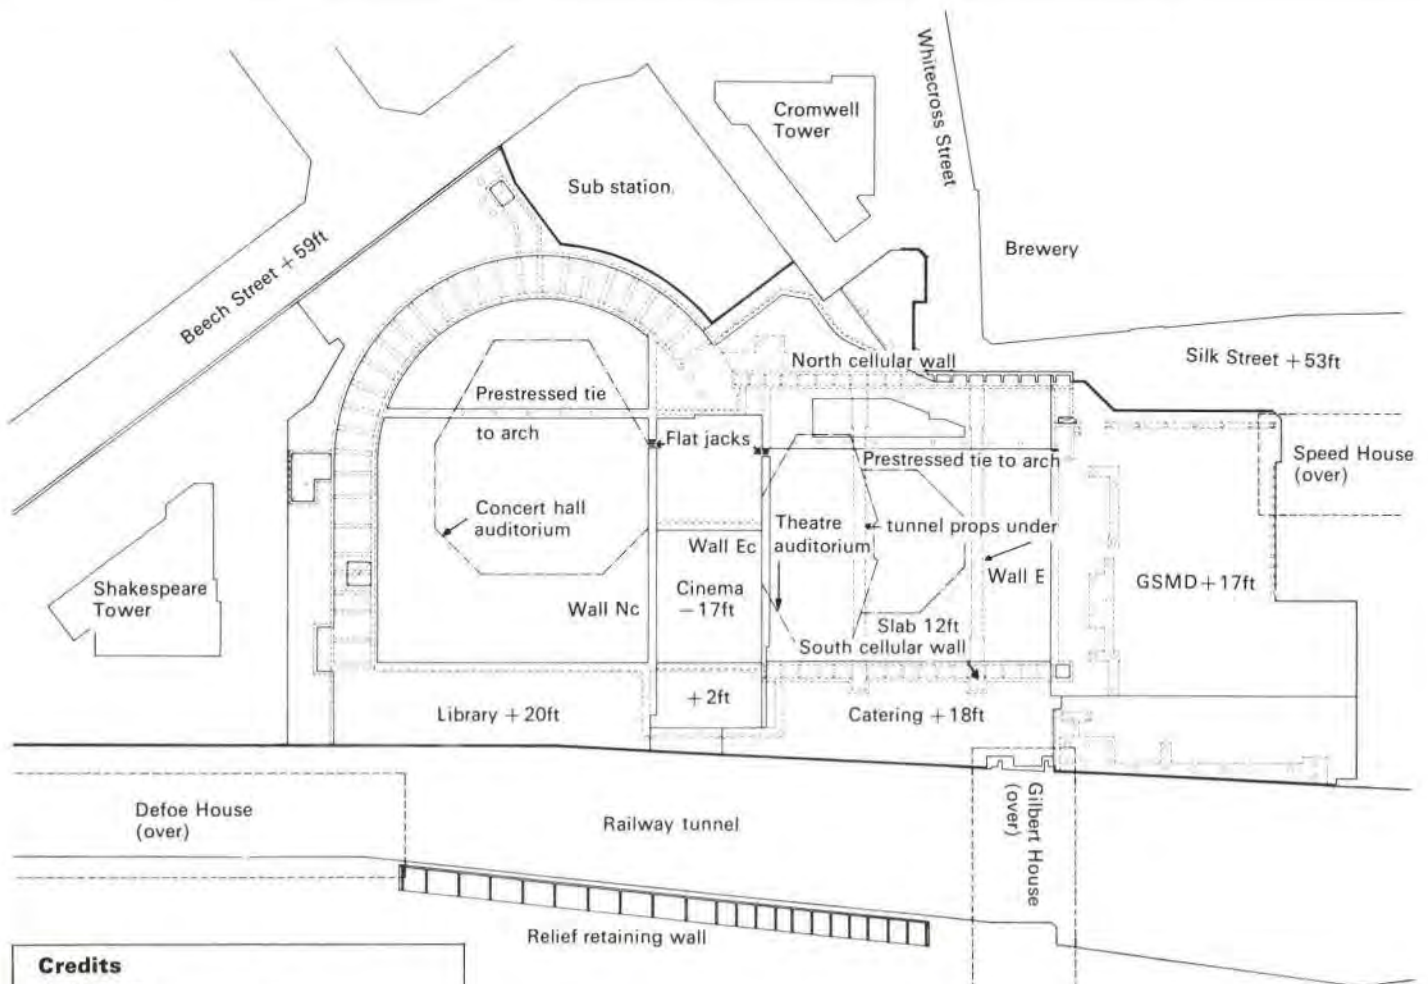 Whitecross Street
Cromwell
Tower
Sub station
Brewery
Beech Street + 59ft
North cellular wall
Silk Street + 53ft
Prestressed tie
to arch
Flat jacks
Prestressed tie to arch
Speed House
(over)
Concert hall
auditorium
Theatre
auditorium
tunnel props under
Wall Ec
Wall E
Shakespeare
Tower
Cinema
– 17ft
GSMD + 17ft
Wall Nc
Slab 12ft
South cellular wall
+ 2ft
Library + 20ft
Catering + 18ft
Defoe House
(over)
Railway tunnel
Gilbert House
(over)
Relief retaining wall
Credits